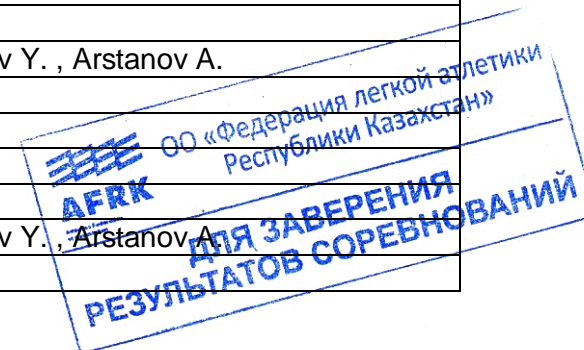 v Y. , Arstanov A.
ОО «Федерация легкой атлетики
Республики Казахстан»
AFRK
v Y. , Arstanov A.
ДЛЯ ЗАВЕРЕНИЯ
РЕЗУЛЬТАТОВ СОРЕВНОВАНИЙ